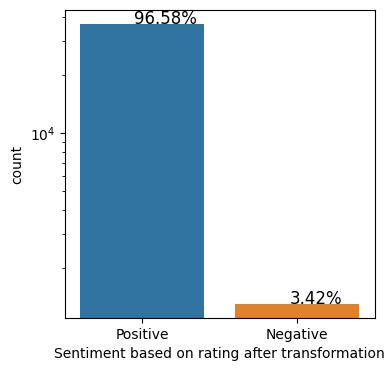 96.58%
3.42%
10⁴
count
Positive
Negative
Sentiment based on rating after transformation